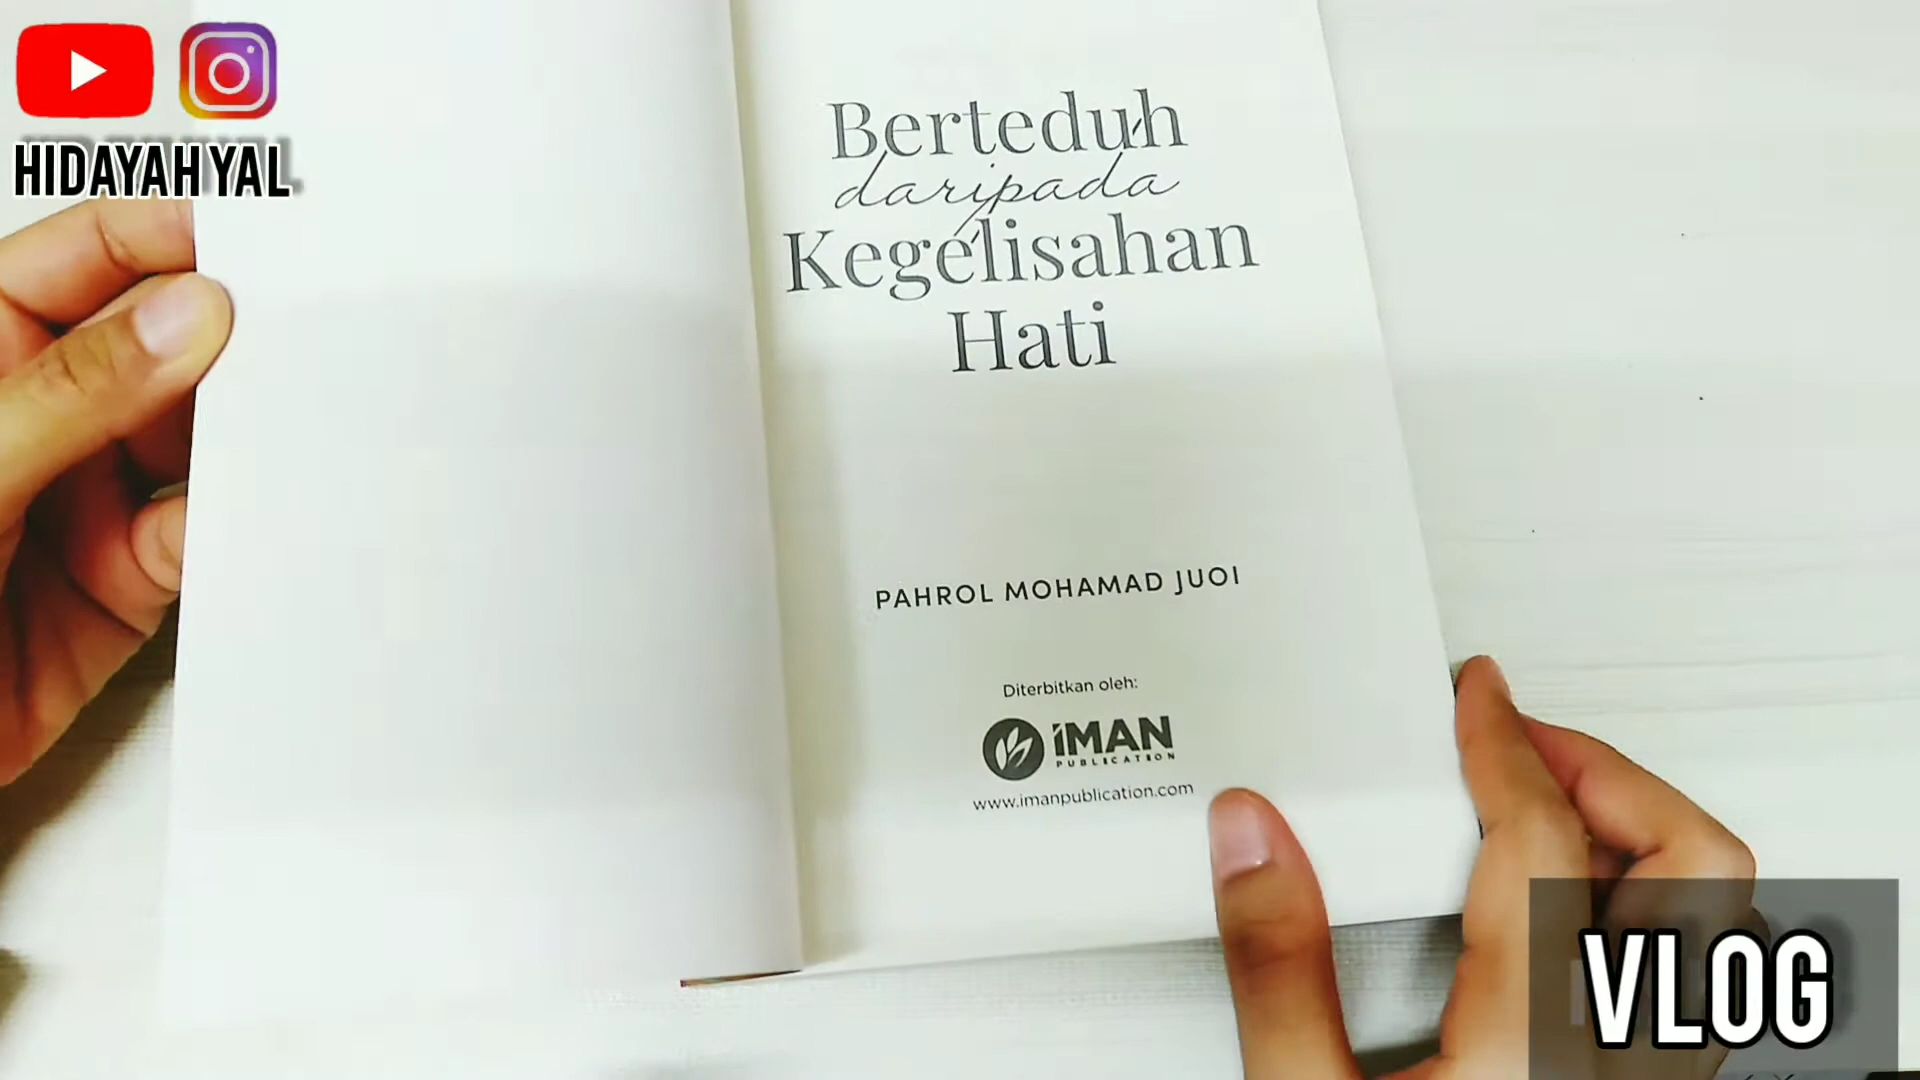 HIDAYAH YAL
Berteduh
daripada
Kegelisahan
Hati
PAHROL MOHAMAD JUOI
Diterbitkan oleh:
IMAN
PUBLICATION
www.imanpublication.com
VLOG